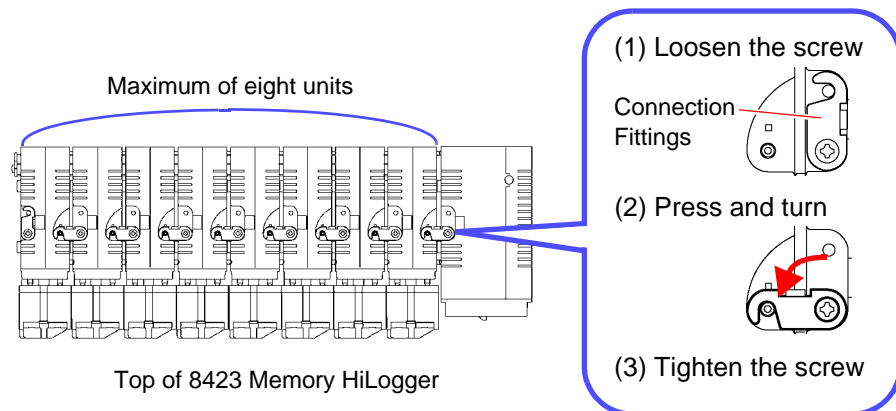 Maximum of eight units
Top of 8423 Memory HiLogger
(1) Loosen the screw
Connection
Fittings
(2) Press and turn
(3) Tighten the screw